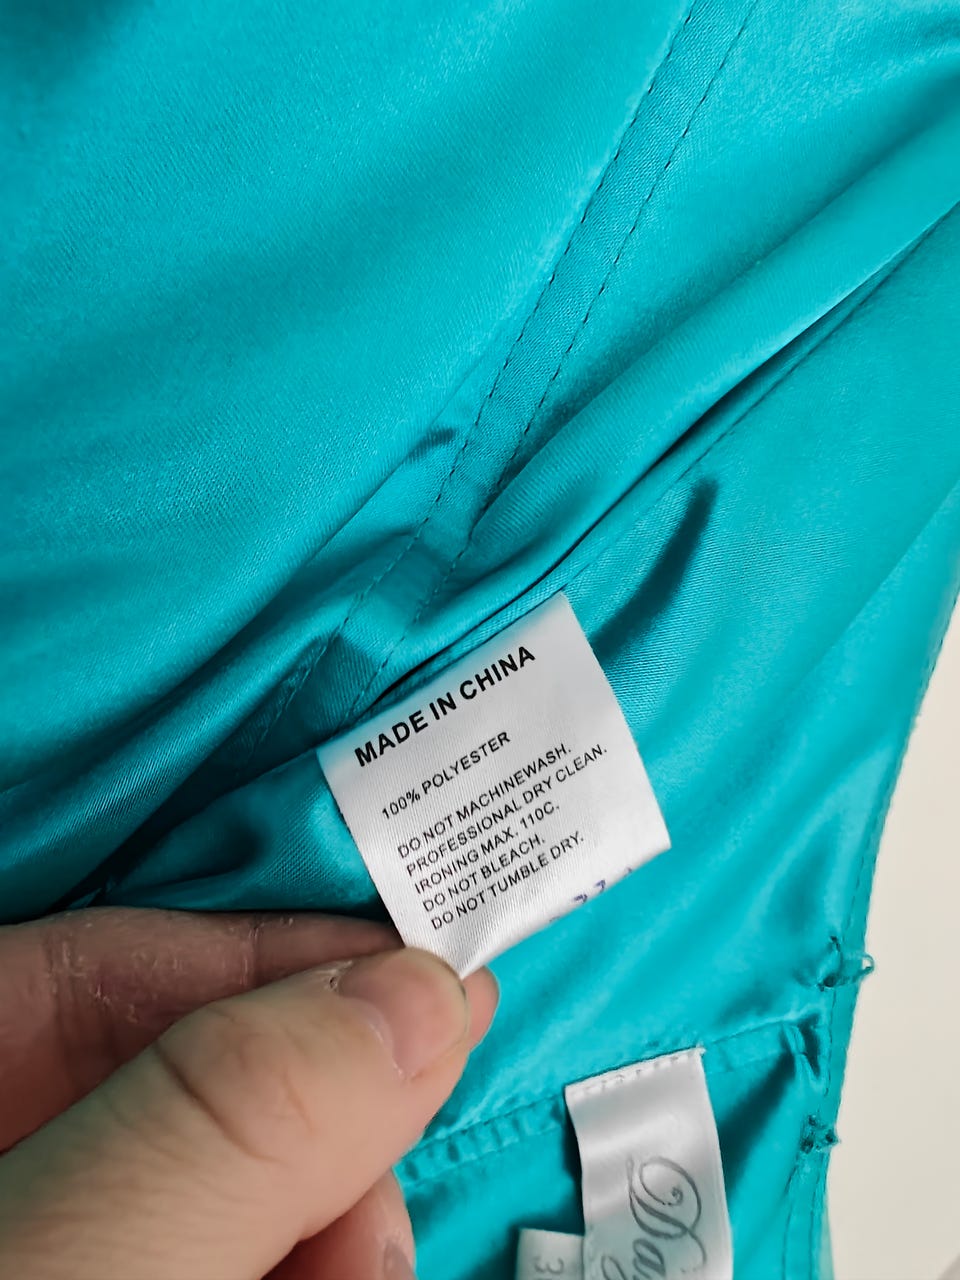 MADE IN CHINA
100% POLYESTER
DO NOT MACHINEWASH.
PROFESSIONAL DRY CLEAN.
IRONING MAX. 110C.
DO NOT BLEACH.
DO NOT TUMBLE DRY.